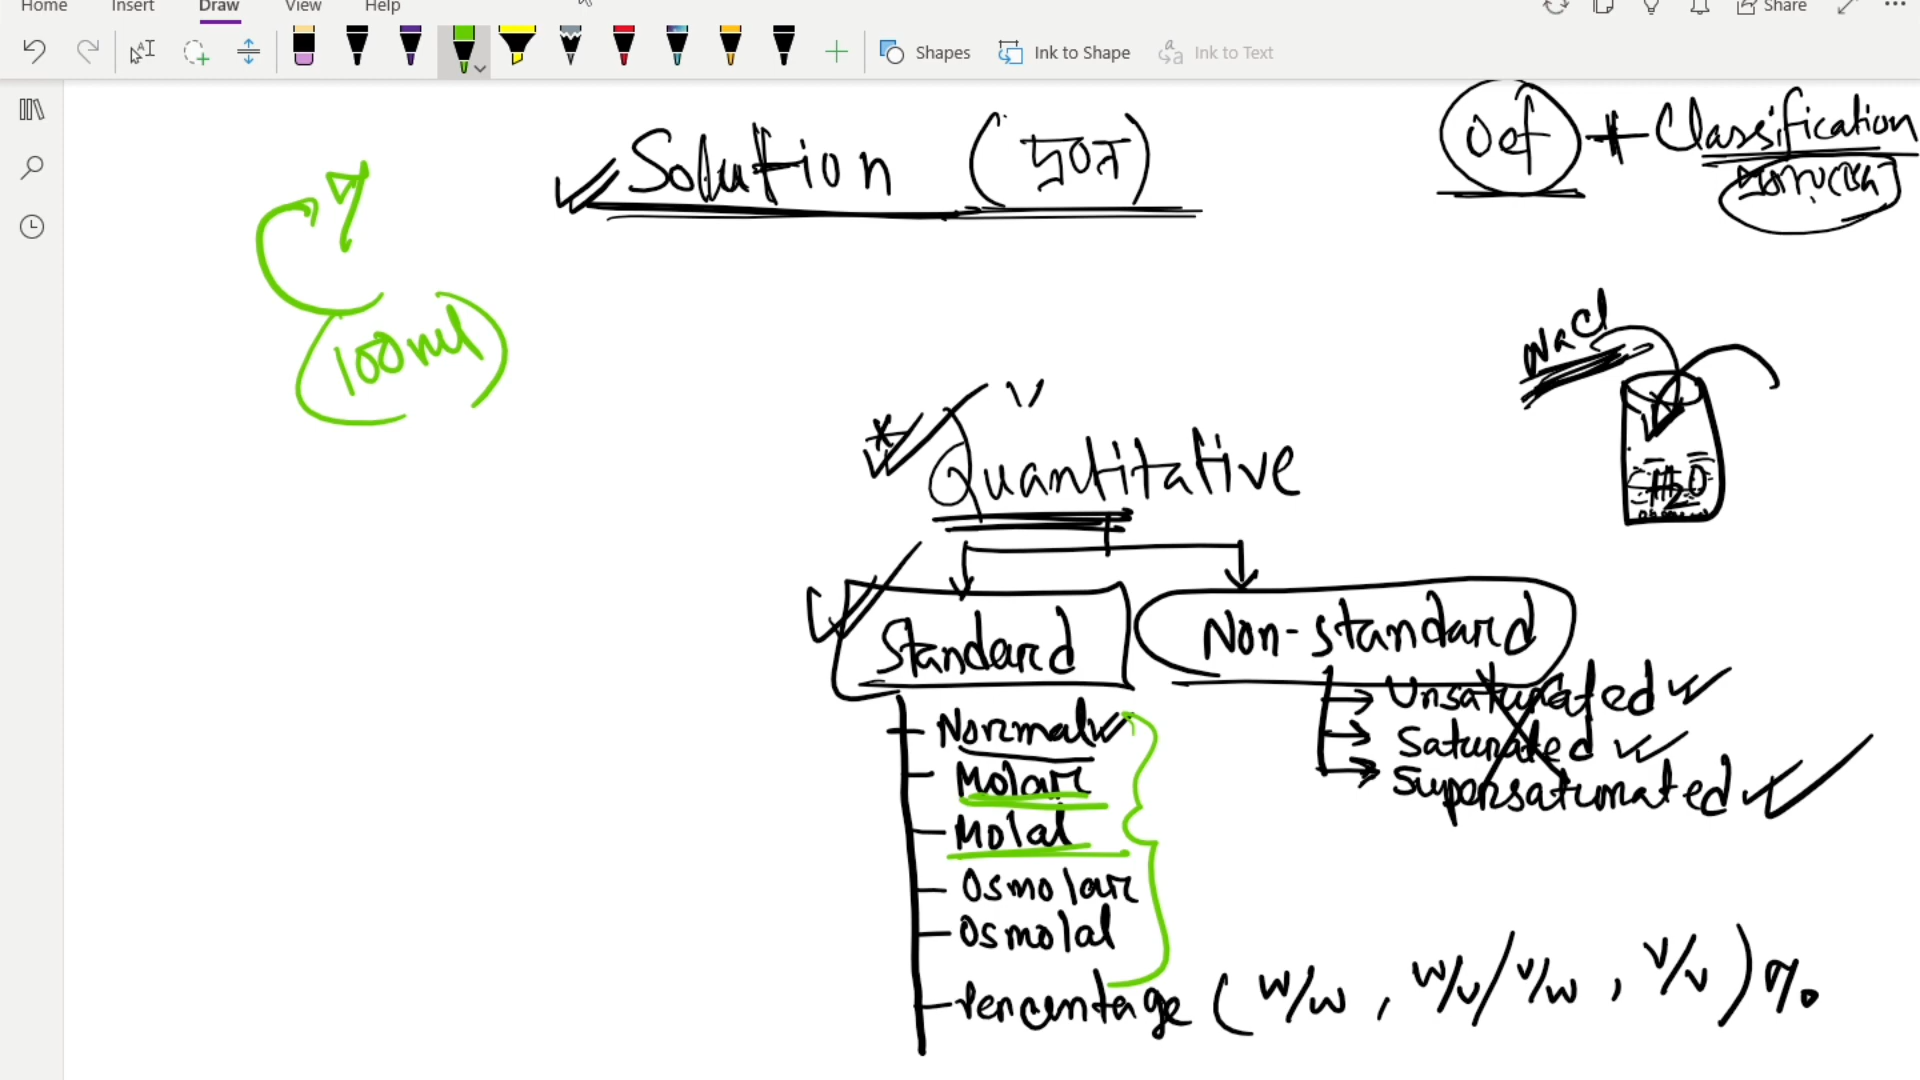 Home Insert Draw View Help Share
Shapes Ink to Shape Ink to Text
Solution (দ্রবণ)
Def + Classification
100ml
NaCl
H2O
* Quantitative
Standard Non-standard
Normal
Molar
Molal
Osmolar
Osmolal
Percentage (w/w, w/v/v/w, v/v)%
Unsaturated
Saturated
Supersaturated